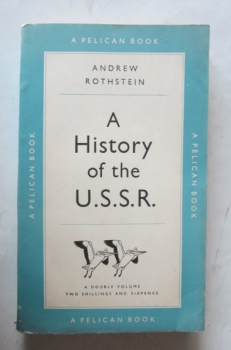 A PELICAN BOOK
ANDREW
ROTHSTEIN
A
History
of the
U.S.S.R.
A PELICAN BOOK
A PELICAN BOOK
A DOUBLE VOLUME
TWO SHILLINGS AND SIXPENCE
A PELICAN BOOK